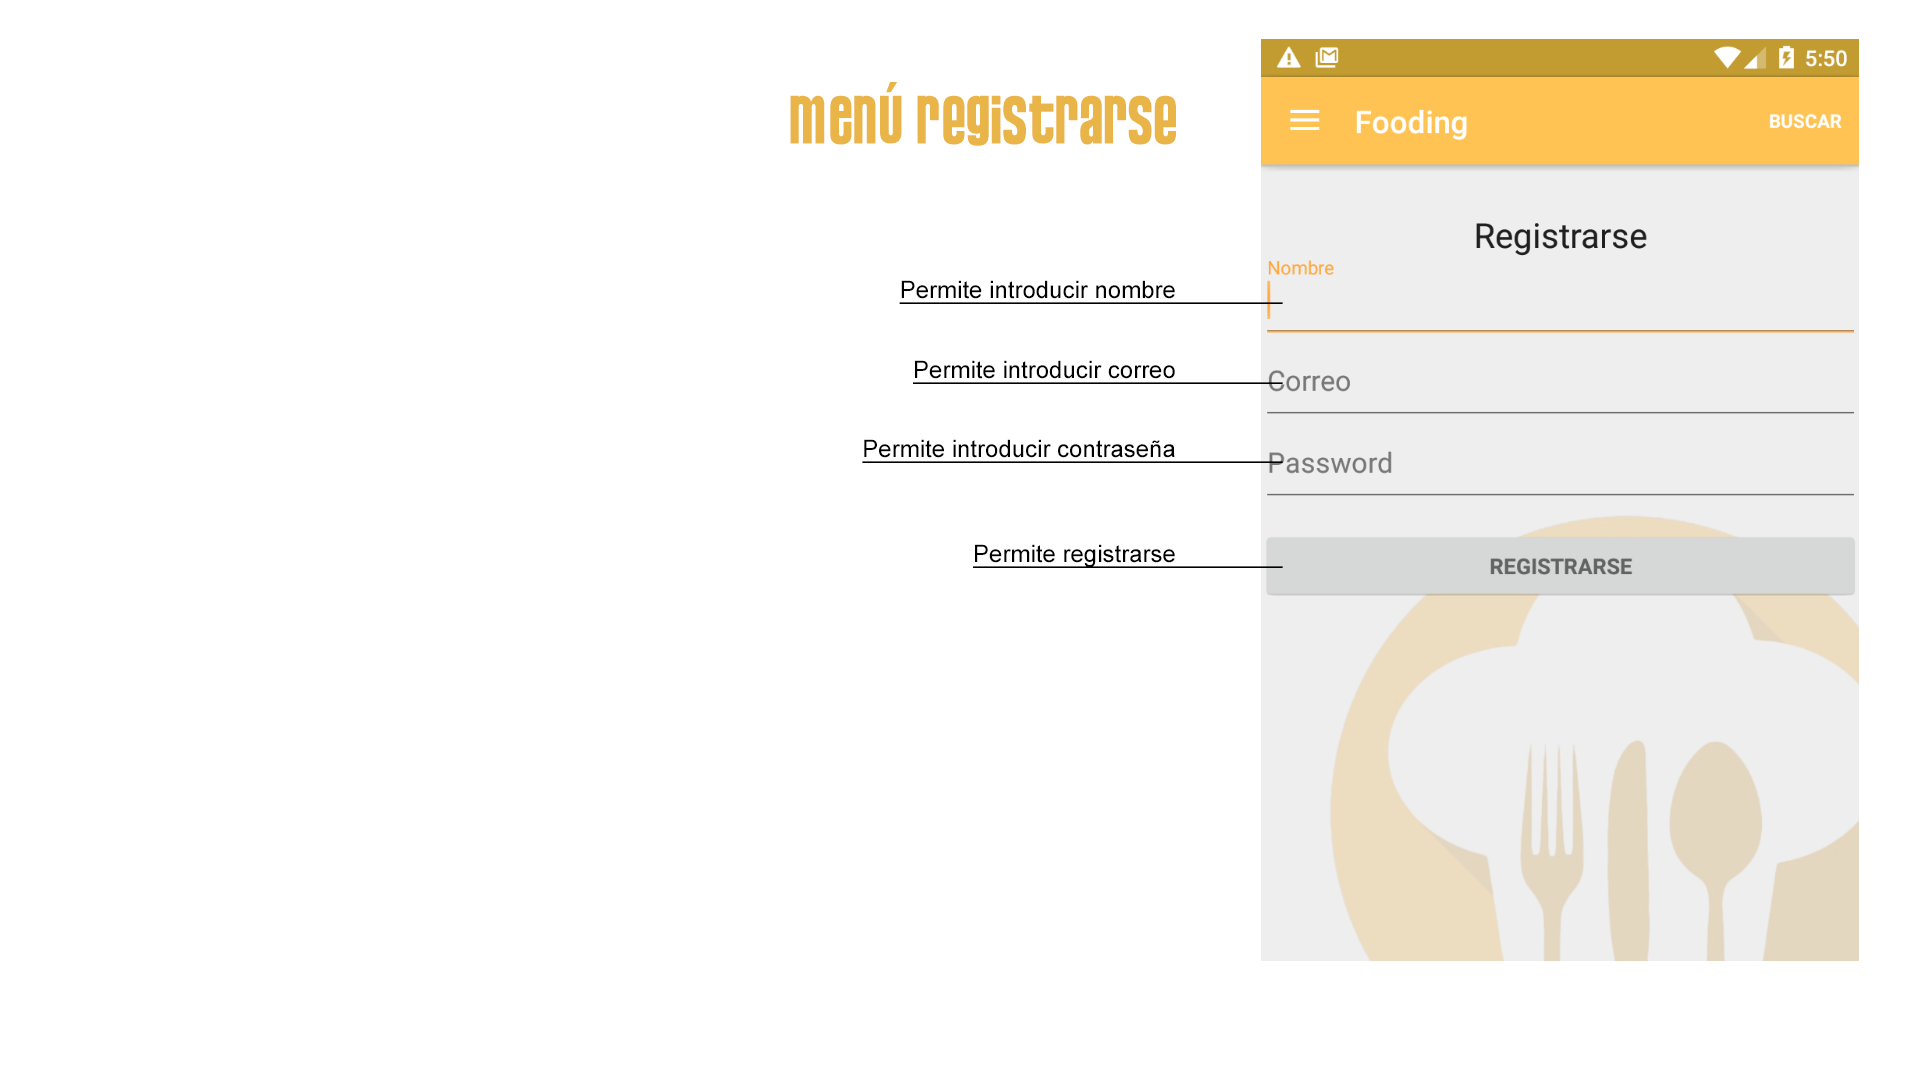 menú registrarse
Permite introducir nombre
Permite introducir correo
Permite introducir contraseña
Permite registrarse
5:50
Fooding
BUSCAR
Registrarse
Nombre
Correo
Password
REGISTRARSE